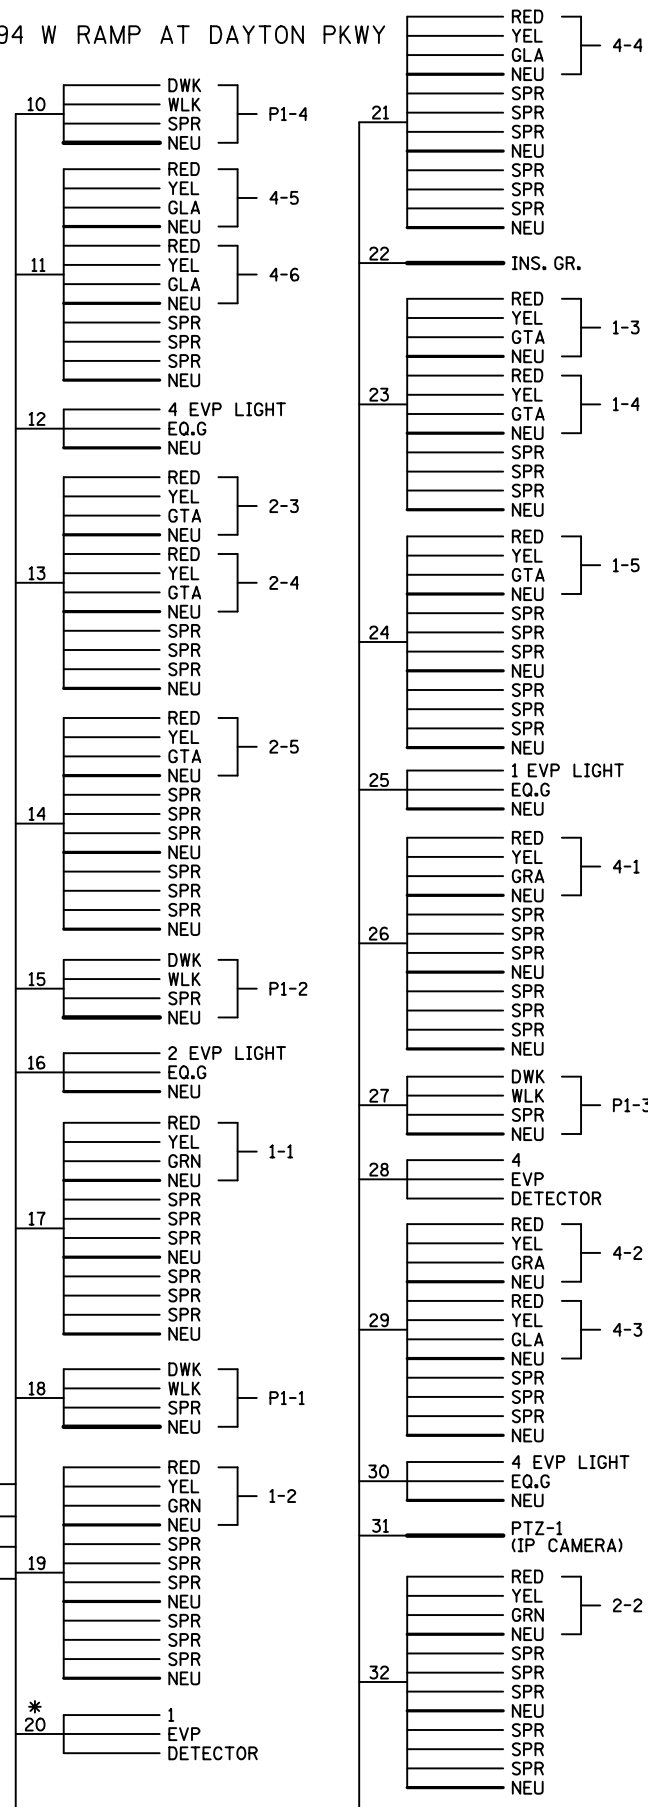 94 W RAMP AT DAYTON PKWY
10
DWK
WLK
SPR
NEU
P1-4
11
RED
YEL
GLA
NEU
4-5
RED
YEL
GLA
NEU
4-6
SPR
SPR
SPR
NEU
12
4 EVP LIGHT
EQ.G
NEU
13
RED
YEL
GTA
NEU
2-3
RED
YEL
GTA
NEU
2-4
SPR
SPR
SPR
NEU
14
RED
YEL
GTA
NEU
2-5
SPR
SPR
SPR
NEU
SPR
SPR
SPR
NEU
15
DWK
WLK
SPR
NEU
P1-2
16
2 EVP LIGHT
EQ.G
NEU
17
RED
YEL
GRN
NEU
1-1
SPR
SPR
SPR
NEU
SPR
SPR
SPR
NEU
18
DWK
WLK
SPR
NEU
P1-1
19
RED
YEL
GRN
NEU
1-2
SPR
SPR
SPR
NEU
SPR
SPR
SPR
NEU
*
20
1
EVP
DETECTOR
21
RED
YEL
GLA
NEU
4-4
SPR
SPR
SPR
NEU
SPR
SPR
SPR
NEU
22
INS. GR.
23
RED
YEL
GTA
NEU
1-3
RED
YEL
GTA
NEU
1-4
SPR
SPR
SPR
NEU
24
RED
YEL
GTA
NEU
1-5
SPR
SPR
SPR
NEU
SPR
SPR
SPR
NEU
25
1 EVP LIGHT
EQ.G
NEU
26
RED
YEL
GRA
NEU
4-1
SPR
SPR
SPR
NEU
SPR
SPR
SPR
NEU
27
DWK
WLK
SPR
NEU
P1-3
28
4
EVP
DETECTOR
29
RED
YEL
GRA
NEU
4-2
RED
YEL
GLA
NEU
4-3
SPR
SPR
SPR
NEU
30
4 EVP LIGHT
EQ.G
NEU
31
PTZ-1
(IP CAMERA)
32
RED
YEL
GRN
NEU
2-2
SPR
SPR
SPR
NEU
SPR
SPR
SPR
NEU